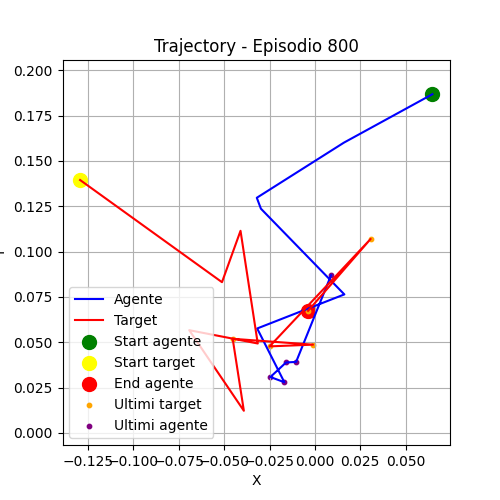 Trajectory - Episodio 800
0.200
0.175
0.150
0.125
0.100
0.075
0.050
0.025
0.000
Agente
Target
Start agente
Start target
End agente
Ultimi target
Ultimi agente
−0.125 −0.100 −0.075 −0.050 −0.025 0.000 0.025 0.050
X